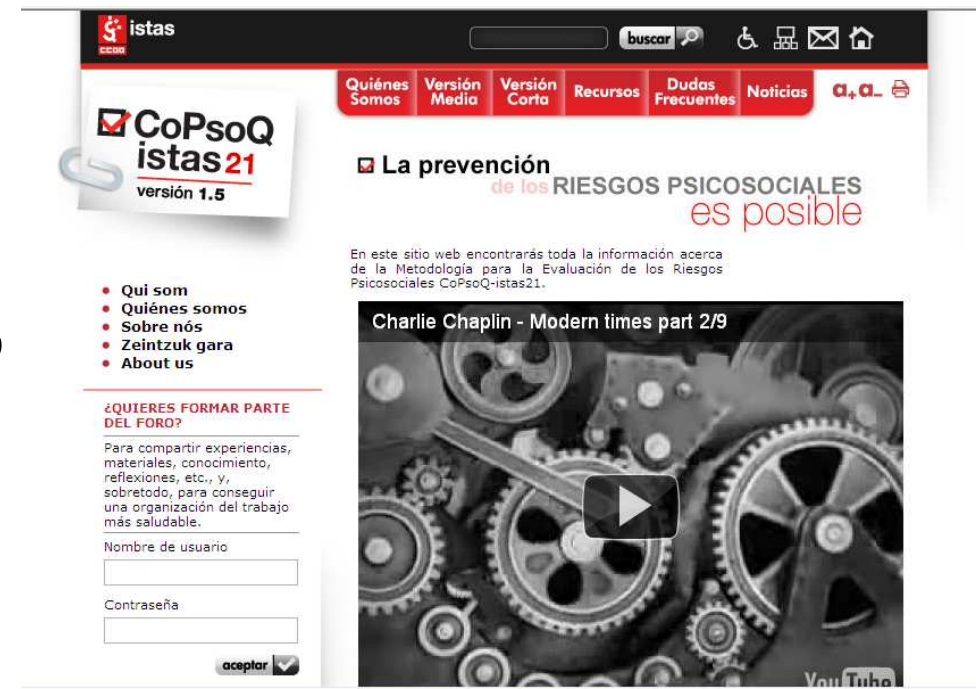 istas
CCOO
buscar
Quiénes Somos
Versión Media
Versión Corta
Recursos
Dudas Frecuentes
Noticias
a+a-
CoPsoQ
istas21
versión 1.5
La prevención
de los RIESGOS PSICOSOCIALES
es posible
En este sitio web encontrarás toda la información acerca
de la Metodología para la Evaluación de los Riesgos
Psicosociales CoPsoQ-istas21.
Qui som
Quiénes somos
Sobre nós
Zeintzuk gara
About us
¿QUIERES FORMAR PARTE
DEL FORO?
Para compartir experiencias,
materiales, conocimiento,
reflexiones, etc., y,
sobretodo, para conseguir
una organización del trabajo
más saludable.
Nombre de usuario
Contraseña
aceptar
Charlie Chaplin - Modern times part 2/9
YouTube